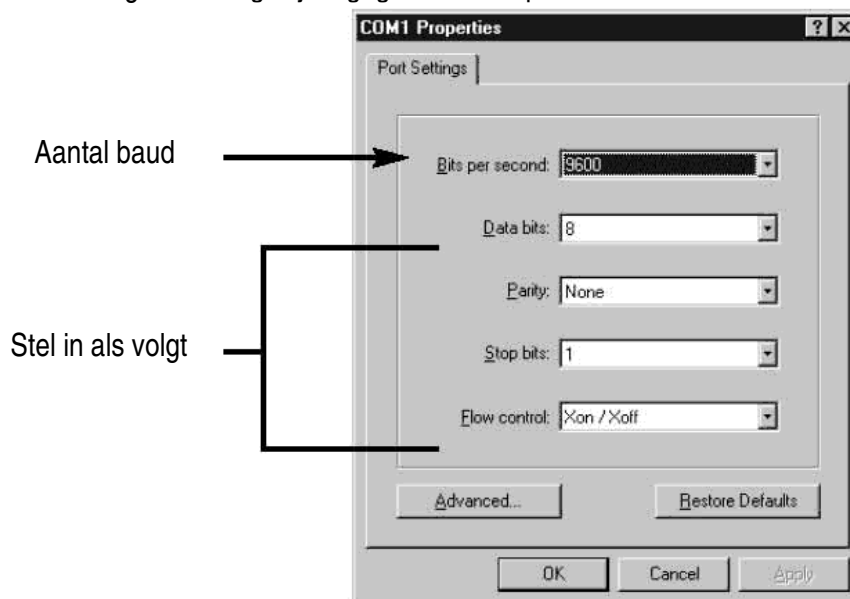 COM1 Properties
Port Settings
Aantal baud
Bits per second: 9600
Data bits: 8
Parity: None
Stel in als volgt
Stop bits: 1
Flow control: Xon / Xoff
Advanced...
Restore Defaults
OK
Cancel
Apply